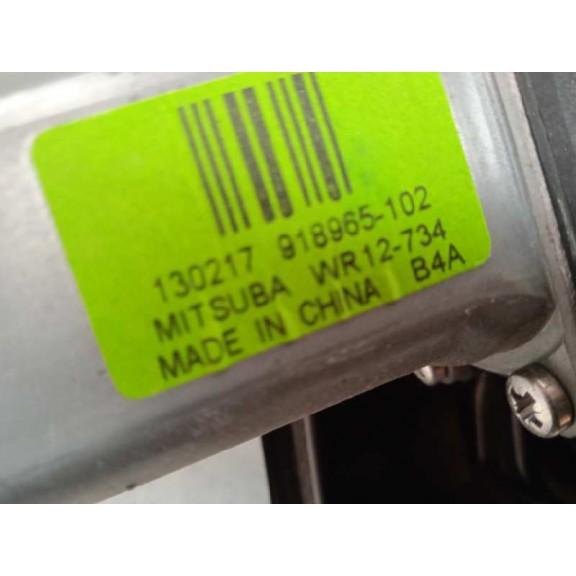 130217 918965-102
MITSUBA WR12-734
MADE IN CHINA B4A